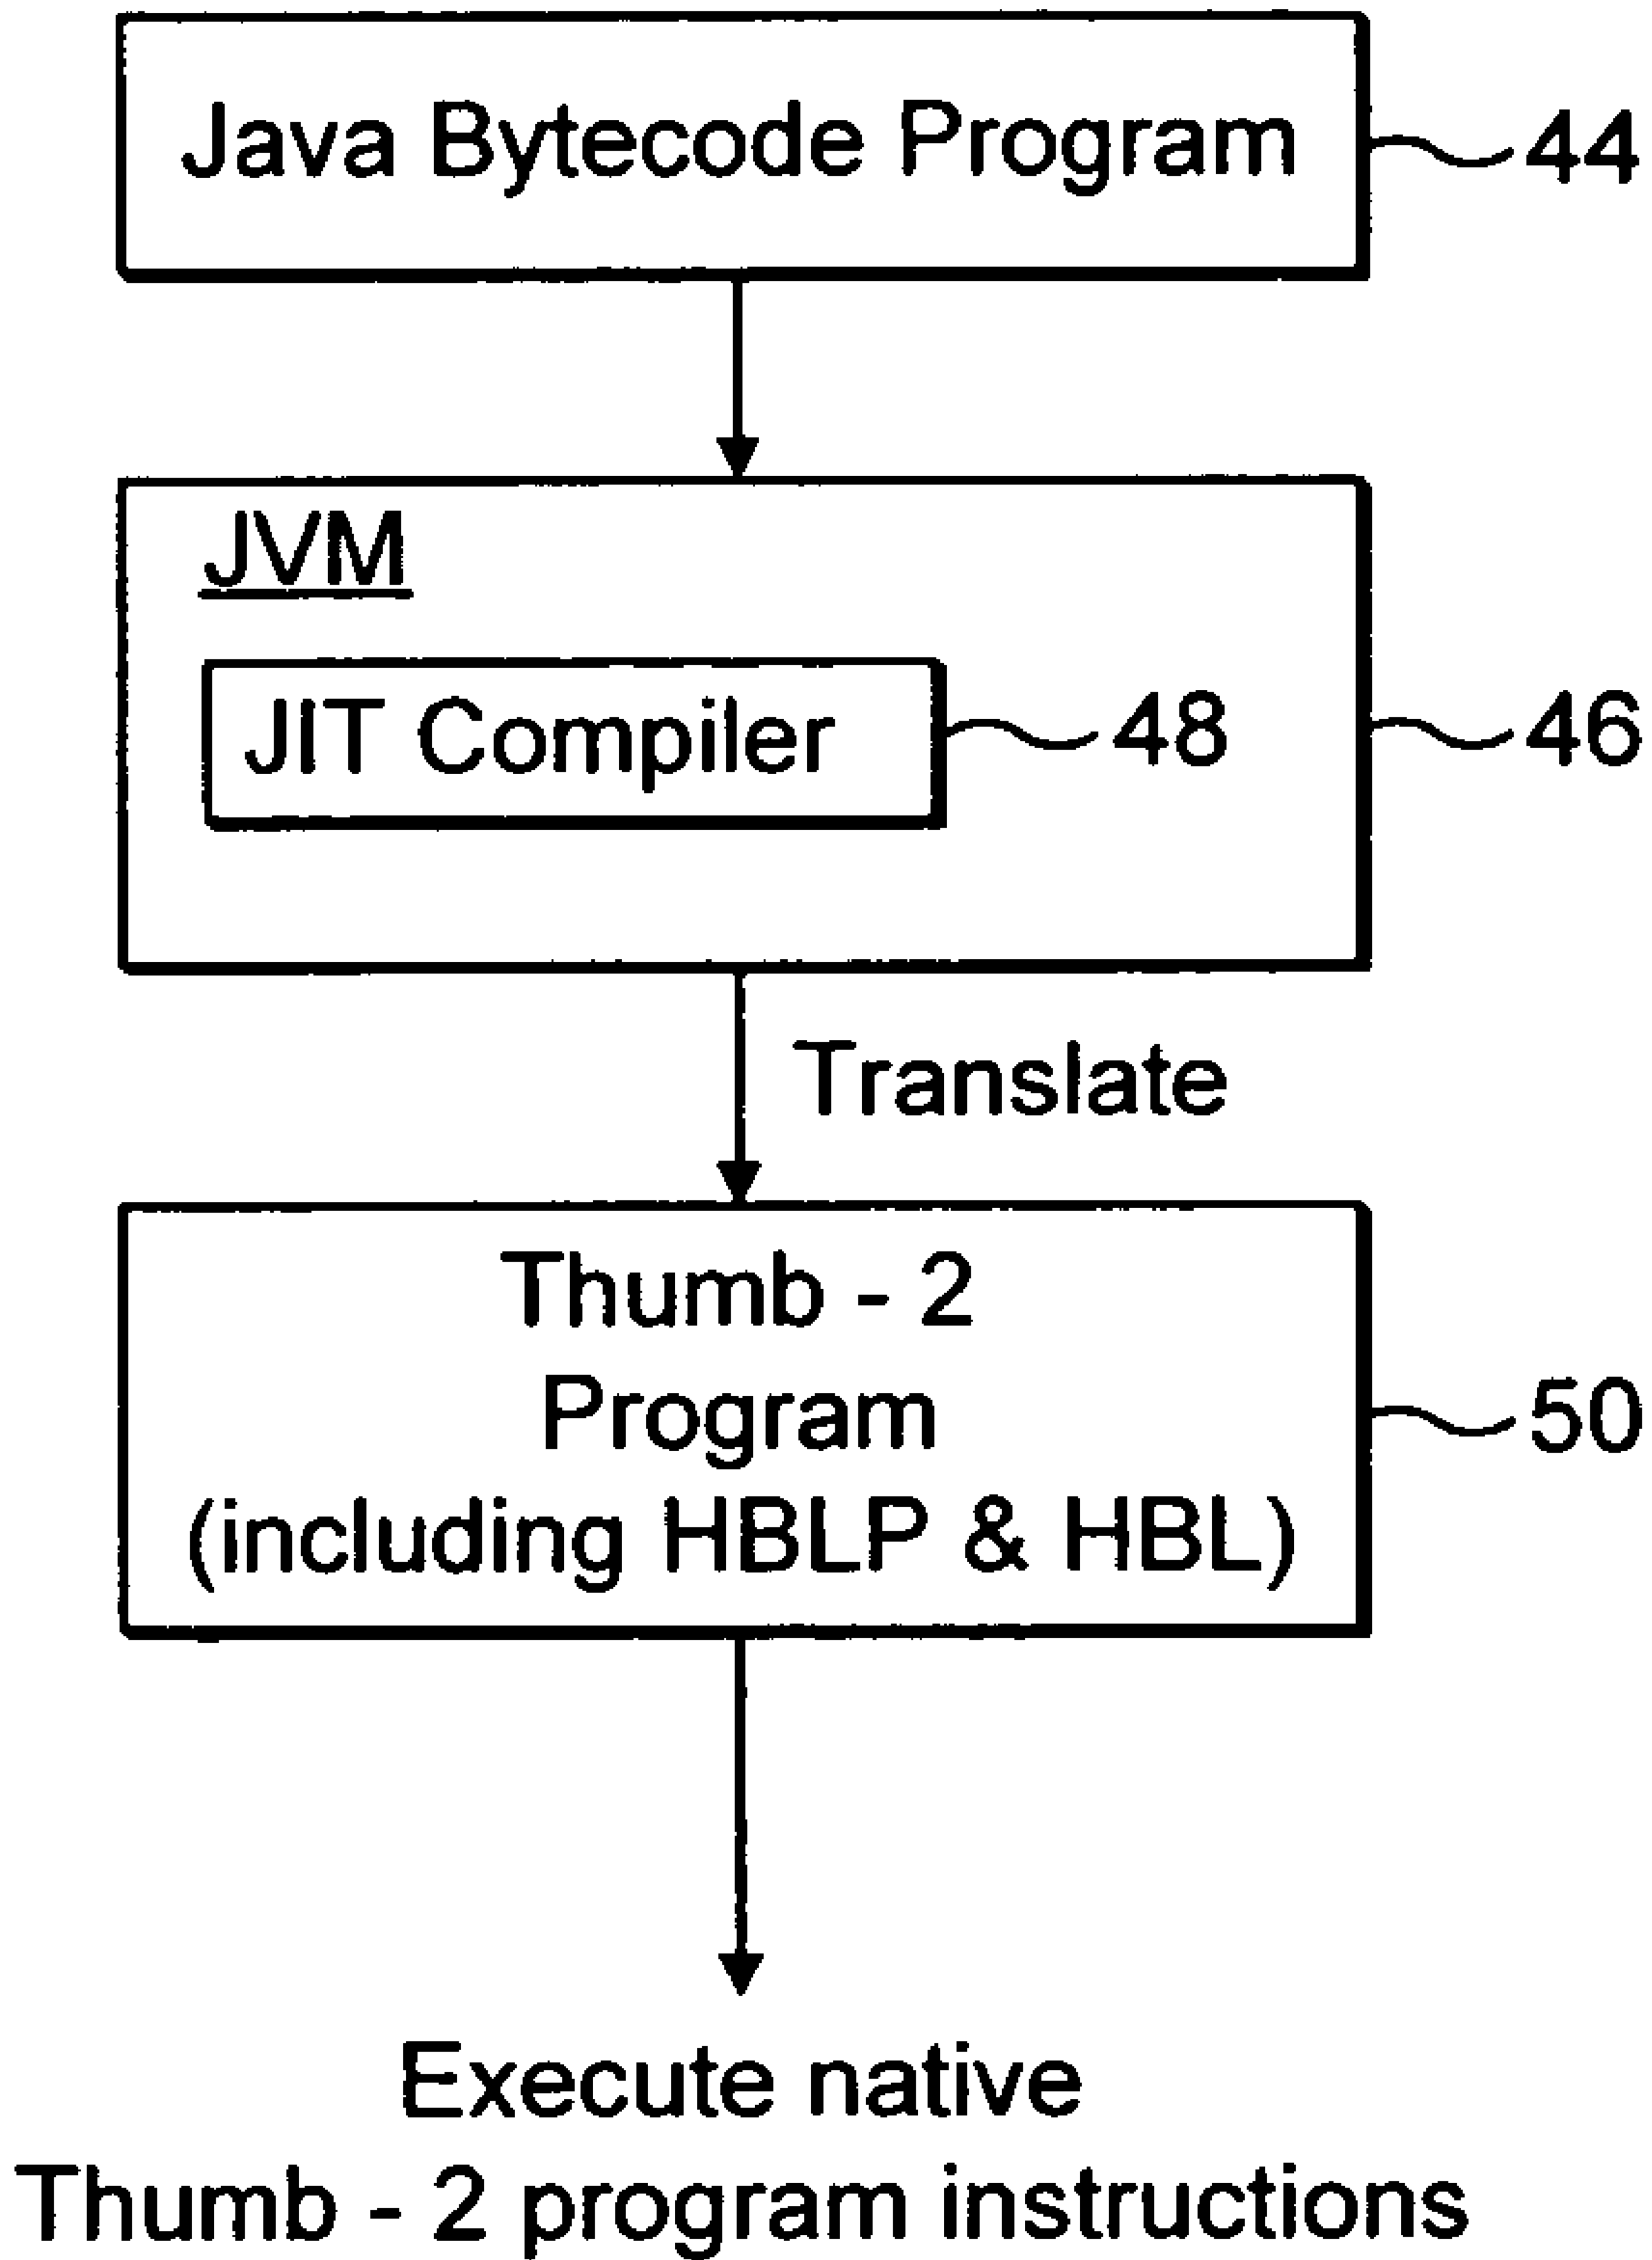 Java Bytecode Program
44
JVM
JIT Compiler
48
46
Translate
Thumb - 2
Program
(including HBLP & HBL)
50
Execute native
Thumb - 2 program instructions